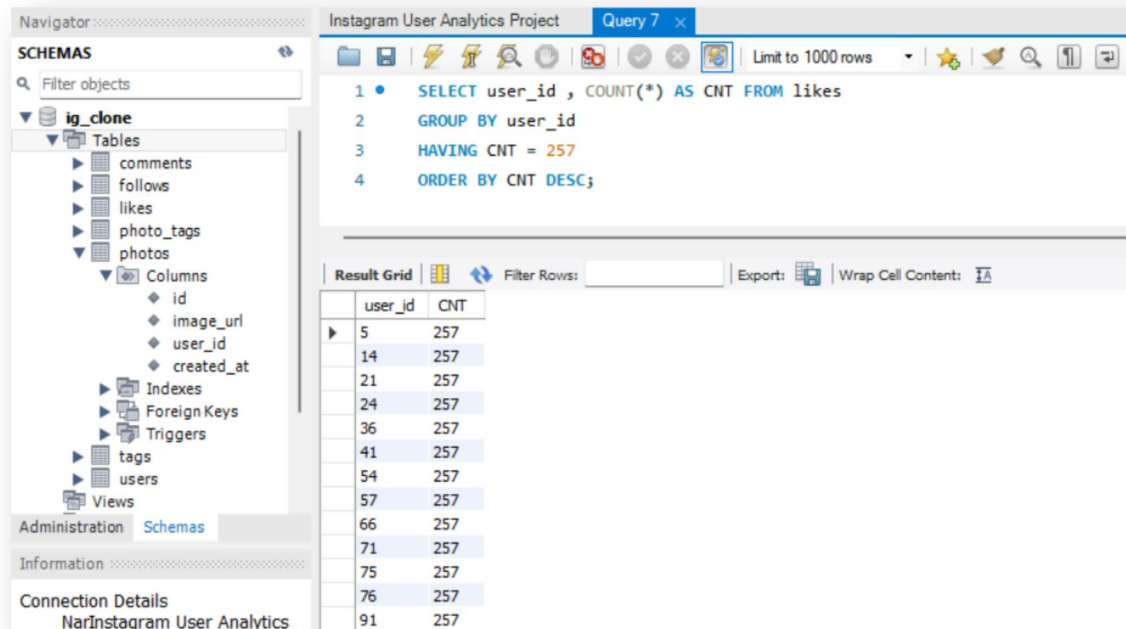 Navigator
SCHEMAS
Filter objects
ig_clone
Tables
comments
follows
likes
photo_tags
photos
Columns
id
image_url
user_id
created_at
Indexes
Foreign Keys
Triggers
tags
users
Views
Administration Schemas
Information
Connection Details
NarInstagram User Analytics
Instagram User Analytics Project Query 7 ×
Limit to 1000 rows
1 SELECT user_id , COUNT(*) AS CNT FROM likes
2 GROUP BY user_id
3 HAVING CNT = 257
4 ORDER BY CNT DESC;
Result Grid Filter Rows: Export: Wrap Cell Content: IA
user_id CNT
5 257
14 257
21 257
24 257
36 257
41 257
54 257
57 257
66 257
71 257
75 257
76 257
91 257